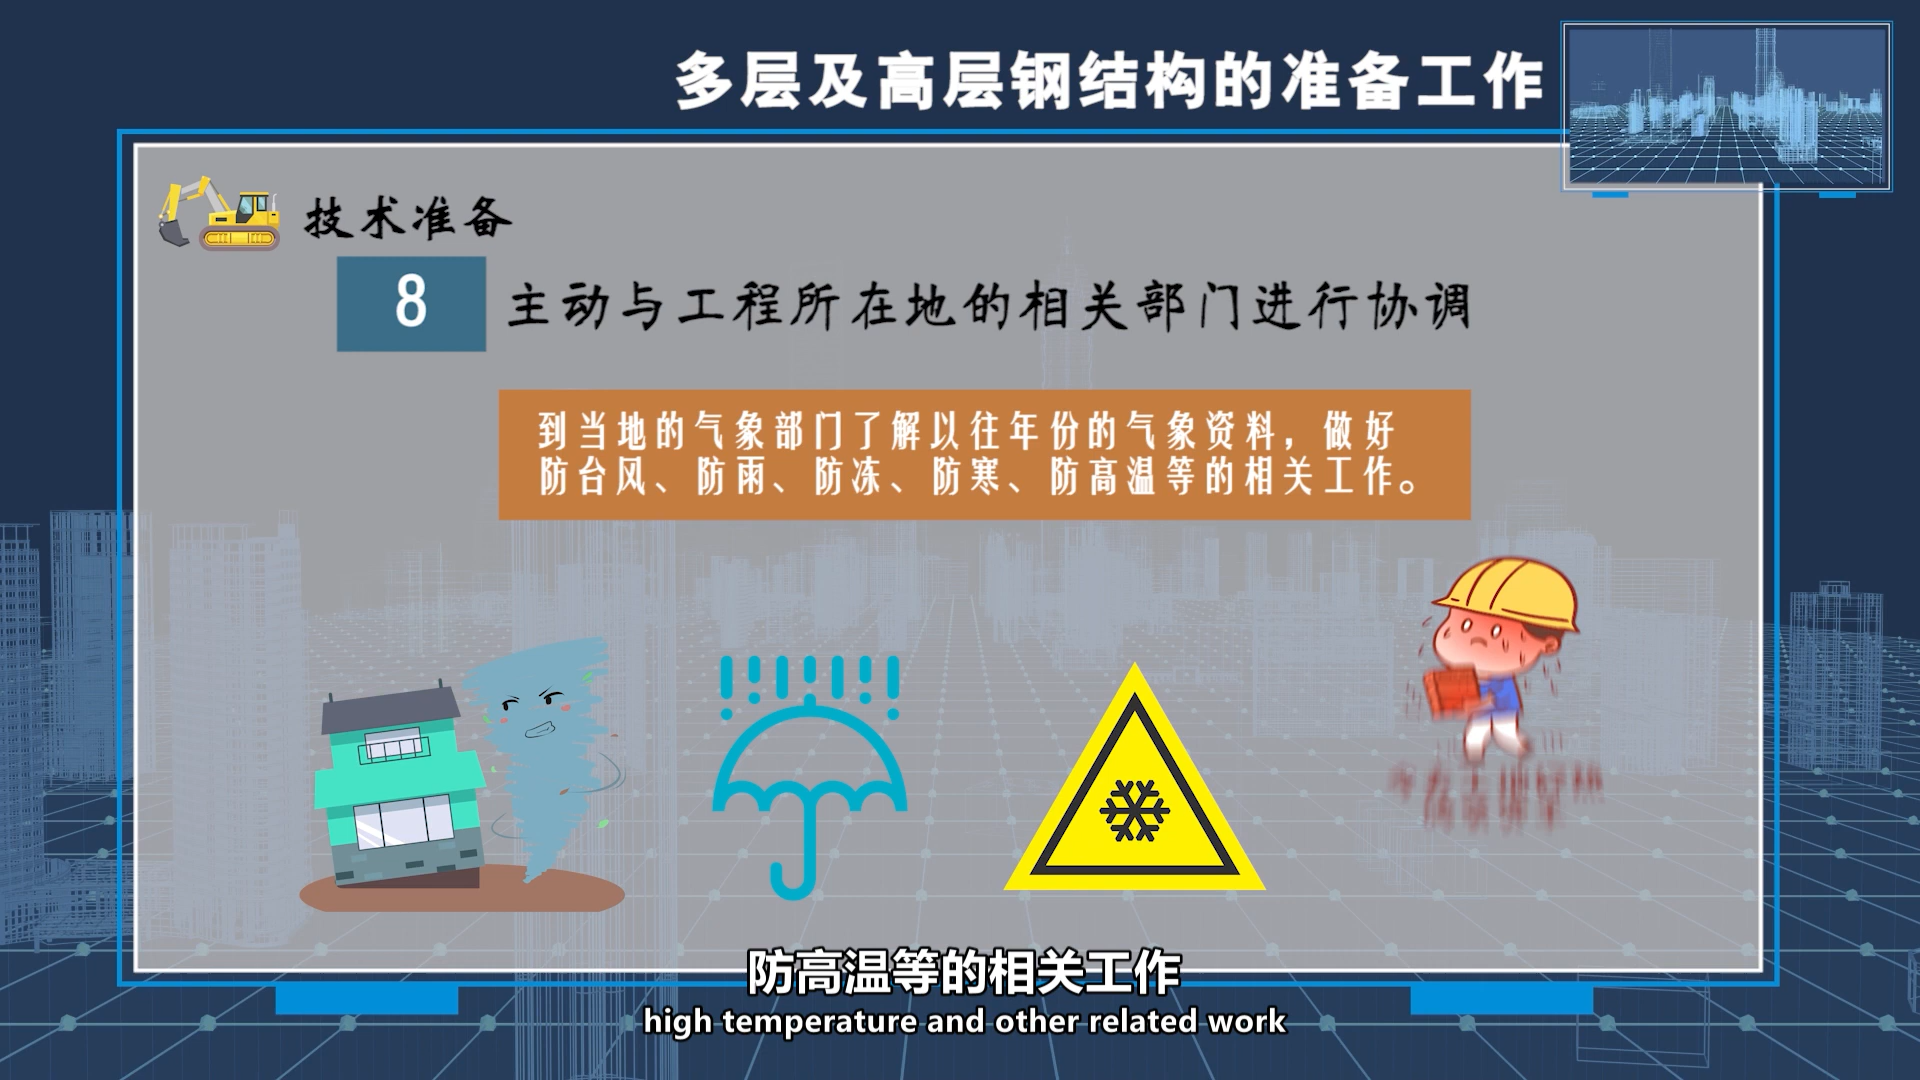 多层及高层钢结构的准备工作
技术准备
8 主动与工程所在地的相关部门进行协调
到当地的气象部门了解以往年份的气象资料，做好
防台风、防雨、防冻、防寒、防高温等的相关工作。
防高温等的相关工作
high temperature and other related work